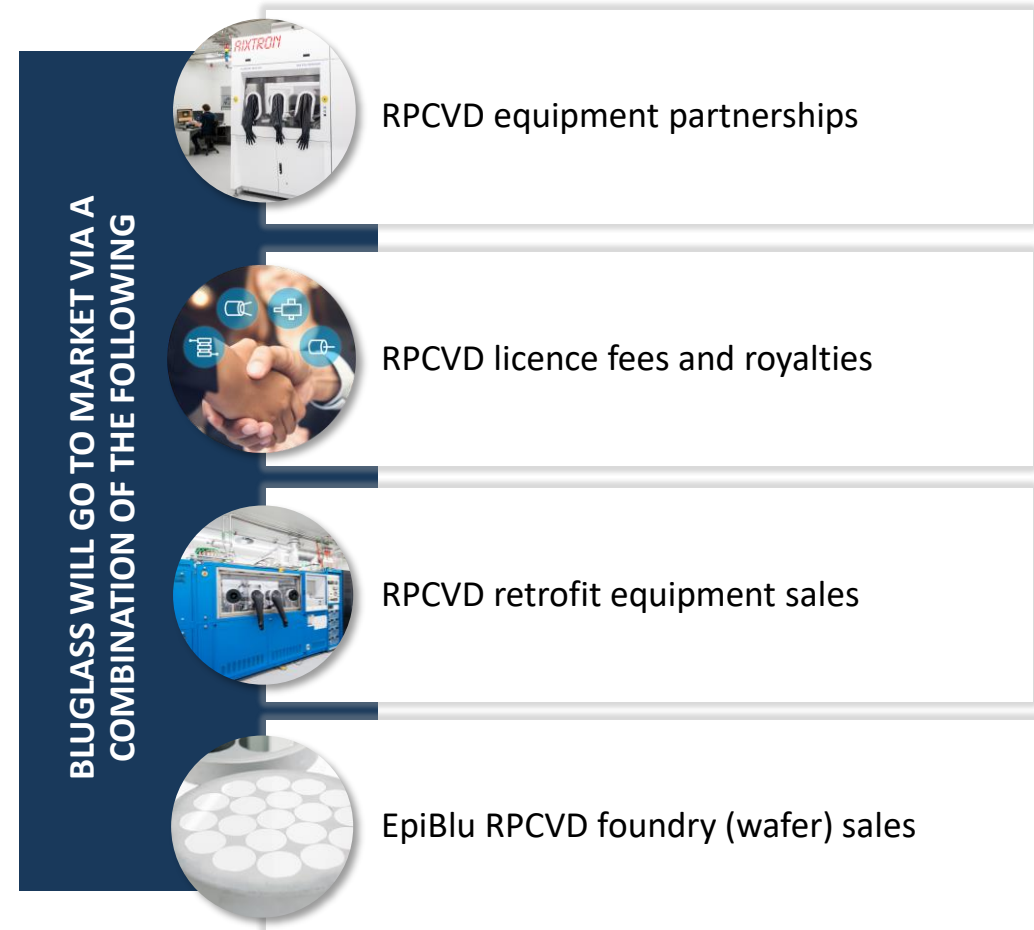 BLUGLASS WILL GO TO MARKET VIA A
COMBINATION OF THE FOLLOWING
AIXTRON
RPCVD equipment partnerships
RPCVD licence fees and royalties
RPCVD retrofit equipment sales
EpiBlu RPCVD foundry (wafer) sales